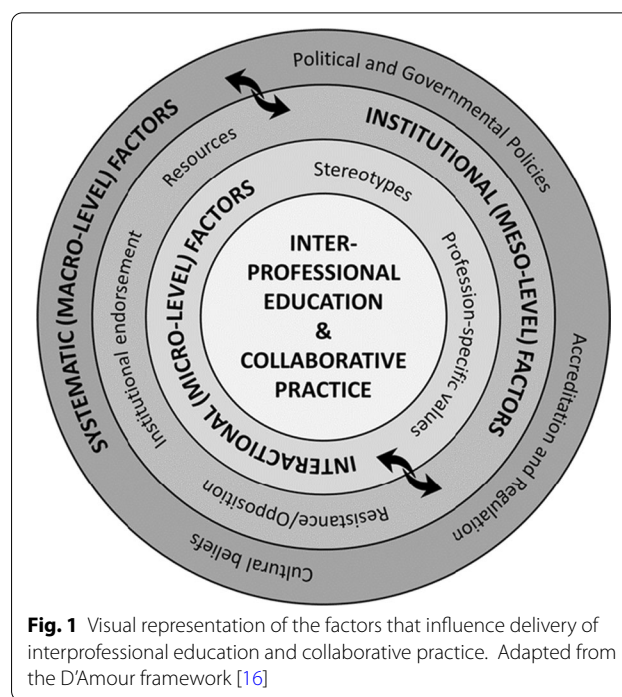 Political and Governmental Policies
SYSTEMATIC (MACRO-LEVEL) FACTORS
Accreditation and Regulation
Cultural beliefs
INSTITUTIONAL (MESO-LEVEL) FACTORS
Resources
Institutional endorsement
Resistance/Opposition
INTERACTIONAL (MICRO-LEVEL) FACTORS
Stereotypes
Profession-specific values
INTER-
PROFESSIONAL
EDUCATION
&
COLLABORATIVE
PRACTICE
Fig. 1 Visual representation of the factors that influence delivery of
interprofessional education and collaborative practice. Adapted from
the D’Amour framework [16]